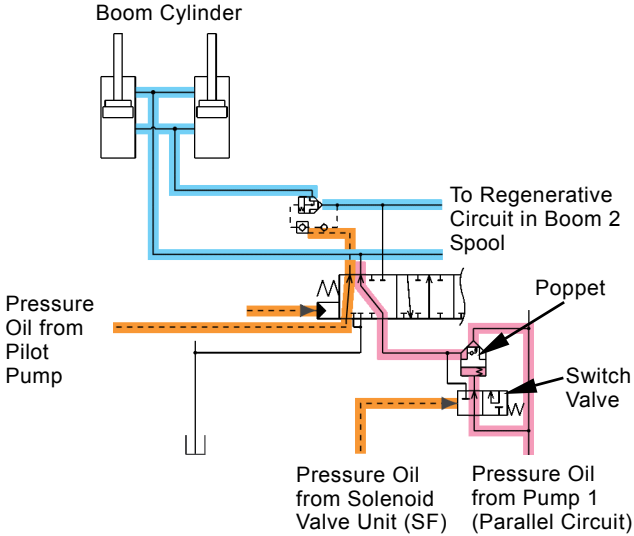 Boom Cylinder
To Regenerative
Circuit in Boom 2
Spool
Pressure
Oil from
Pilot
Pump
Poppet
Switch
Valve
Pressure Oil
from Solenoid
Valve Unit (SF)
Pressure Oil
from Pump 1
(Parallel Circuit)